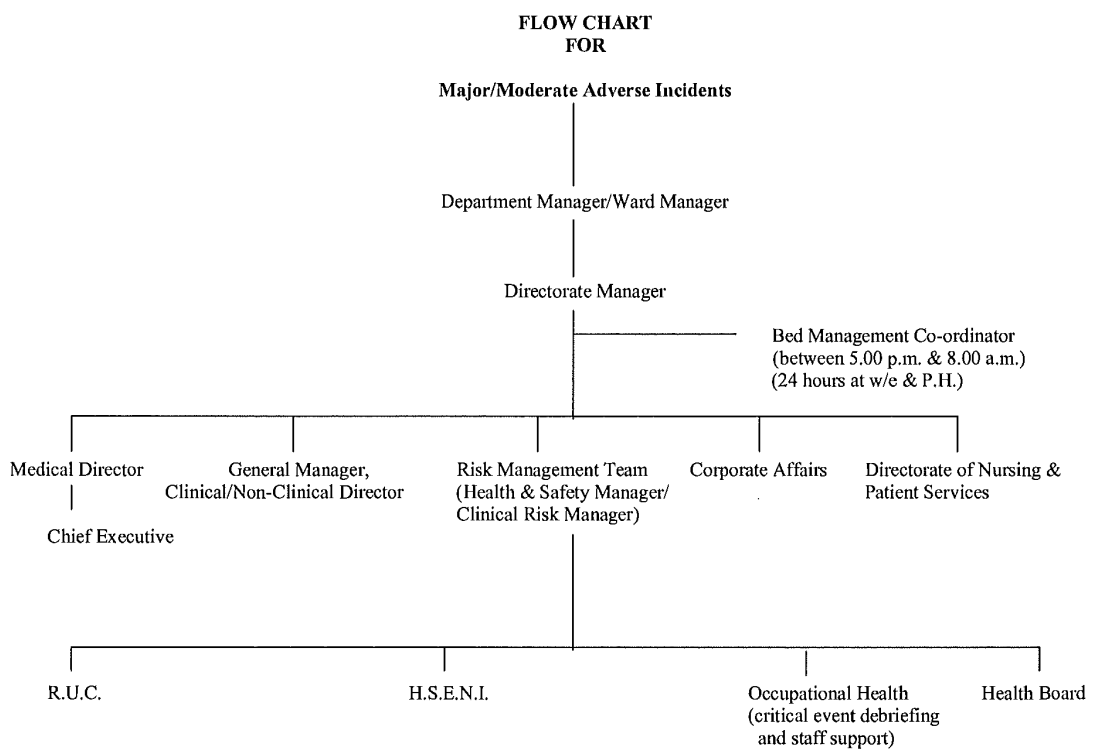 FLOW CHART
FOR
Major/Moderate Adverse Incidents
Department Manager/Ward Manager
Directorate Manager
Bed Management Co-ordinator
(between 5.00 p.m. & 8.00 a.m.)
(24 hours at w/e & P.H.)
Medical Director
Chief Executive
General Manager,
Clinical/Non-Clinical Director
Risk Management Team
(Health & Safety Manager/
Clinical Risk Manager)
Corporate Affairs
Directorate of Nursing &
Patient Services
R.U.C.
H.S.E.N.I.
Occupational Health
(critical event debriefing
and staff support)
Health Board